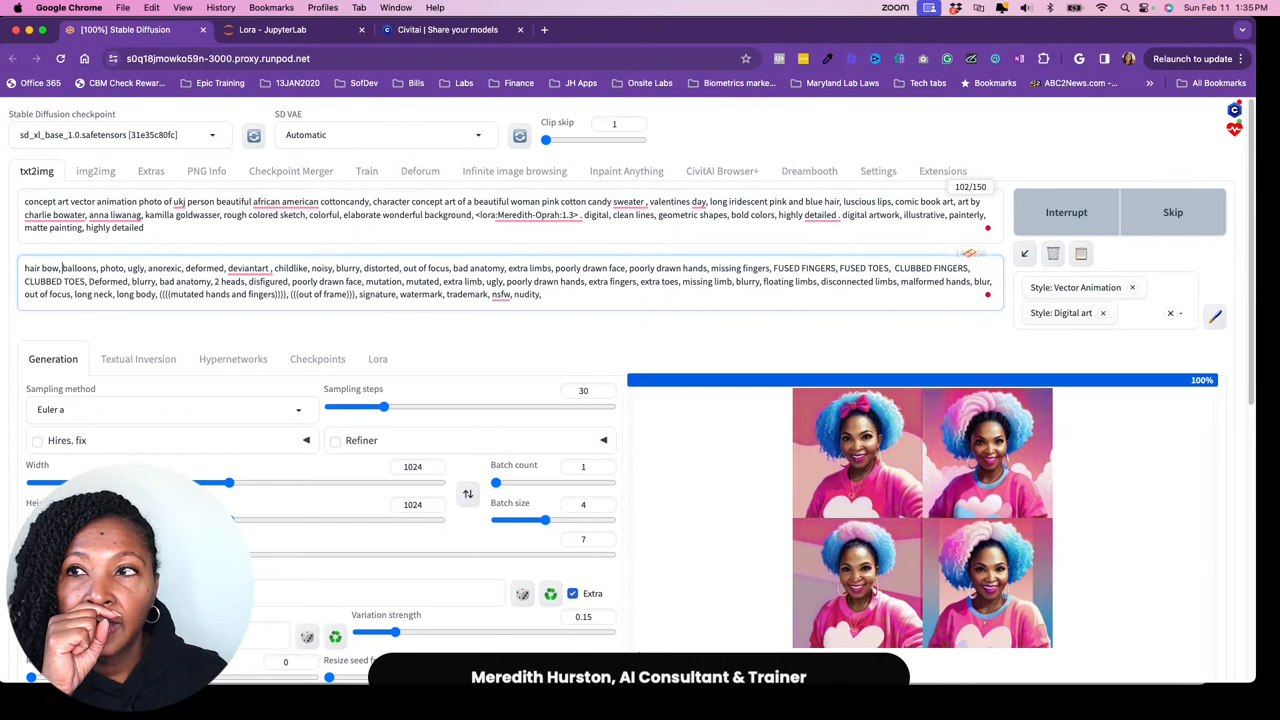 Chrome File Edit View History Bookmarks Profiles Tab Window Help
zoom Sun Feb 11 1:35 PM
[100%] Stable Diffusion Lora - JupyterLab Civitai | Share your models
s0q18jmowko59n-3000.proxy.runpod.net Relaunch to update
Office 365 CBM Check Rewar... Epic Training 13JAN2020 SofDev Bills Labs Finance JH Apps Onsite Labs Biometrics marke... Maryland Lab Laws Tech tabs Bookmarks ABC2News.com -... All Bookmarks
Stable Diffusion checkpoint SD VAE Clip skip 1
sd_xl_base_1.0.safetensors [31e35c80fc] Automatic
txt2img img2img Extras PNG Info Checkpoint Merger Train Deforum Infinite image browsing Inpaint Anything CivitAI Browser+ Dreambooth Settings Extensions
102/150
concept art vector animation photo of ukj person beautiful african american cottoncandy, character concept art of a beautiful woman pink cotton candy sweater , valentines day, long iridescent pink and blue hair, luscious lips, comic book art, art by
charlie bowater, anna liwanag, kamilla goldwasser, rough colored sketch, colorful, elaborate wonderful background, <lora:Meredith-Oprah:1.3> . digital, clean lines, geometric shapes, bold colors, highly detailed . digital artwork, illustrative, painterly,
matte painting, highly detailed
Interrupt Skip
hair bow, balloons, photo, ugly, anorexic, deformed, deviantart , childlike, noisy, blurry, distorted, out of focus, bad anatomy, extra limbs, poorly drawn face, poorly drawn hands, missing fingers, FUSED FINGERS, FUSED TOES, CLUBBED FINGERS,
CLUBBED TOES, Deformed, blurry, bad anatomy, 2 heads, disfigured, poorly drawn face, mutation, mutated, extra limb, ugly, poorly drawn hands, extra fingers, extra toes, missing limb, blurry, floating limbs, disconnected limbs, malformed hands, blur,
out of focus, long neck, long body, ((((mutated hands and fingers)))), (((out of frame))), signature, watermark, trademark, nsfw, nudity,
Style: Vector Animation
Style: Digital art
Generation Textual Inversion Hypernetworks Checkpoints Lora
Sampling method Sampling steps 30
Euler a
100%
Hires. fix Refiner
Width 1024 Batch count 1
1024 Batch size 4
7
Extra
Variation strength 0.15
0 Resize seed f
Meredith Hurston, AI Consultant & Trainer